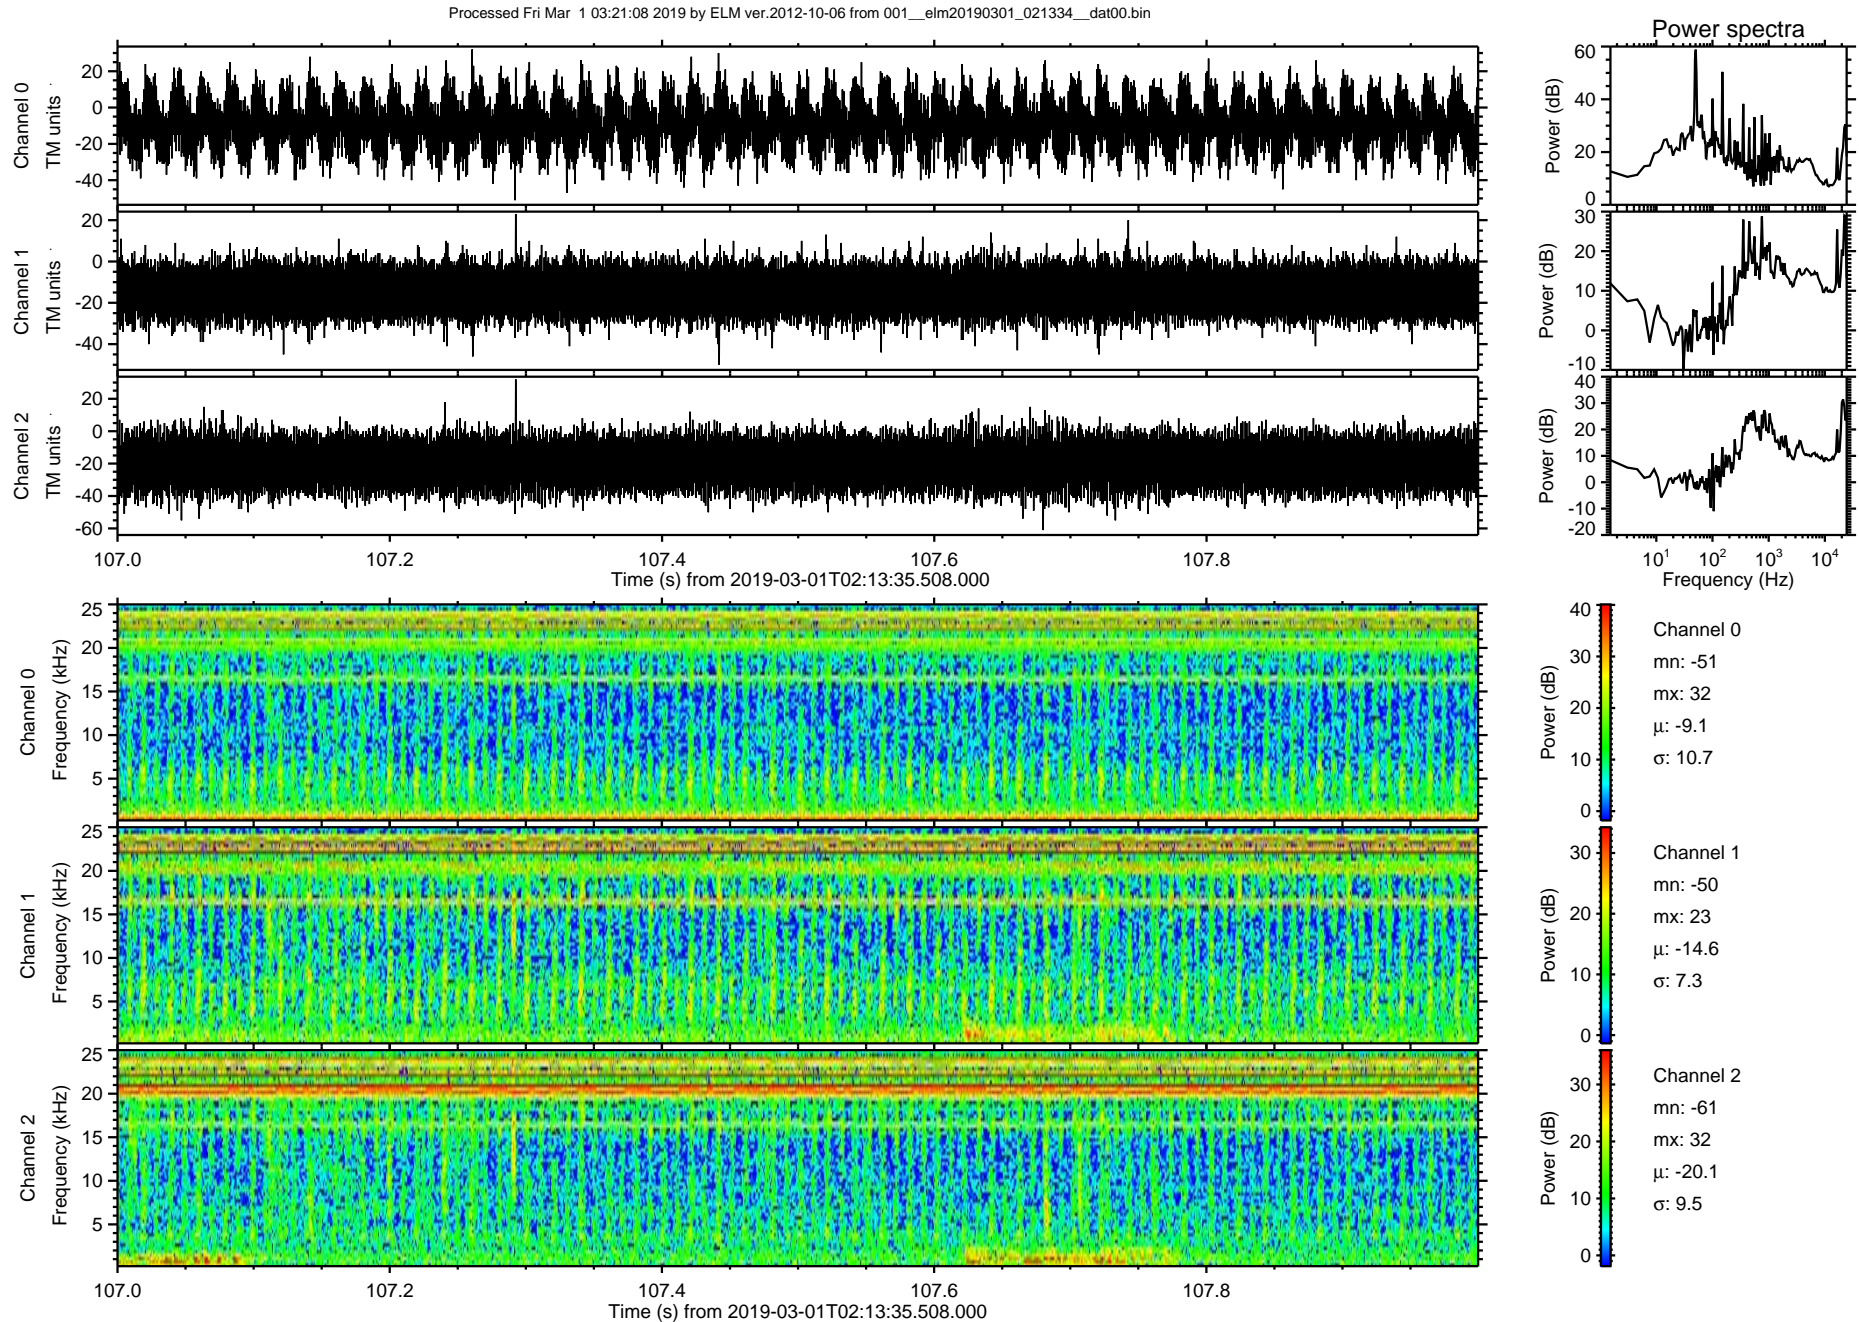 Processed Fri Mar  1 03:21:08 2019 by ELM ver.2012-10-06 from 001__elm20190301_021334__dat00.bin
Power spectra
Channel 0
TM units
20
0
-20
-40
Power (dB)
60
40
20
0
Channel 1
TM units
20
0
-20
-40
Power (dB)
30
20
10
0
-10
Channel 2
TM units
20
0
-20
-40
-60
Power (dB)
40
30
20
10
0
-10
-20
107.0 107.2 107.4 107.6 107.8
Time (s) from 2019-03-01T02:13:35.508.000
10^1 10^2 10^3 10^4
Frequency (Hz)
Channel 0
Frequency (kHz)
25
20
15
10
5
Power (dB)
40
30
20
10
0
Channel 0
mn: -51
mx: 32
μ: -9.1
σ: 10.7
Channel 1
Frequency (kHz)
25
20
15
10
5
Power (dB)
30
20
10
0
Channel 1
mn: -50
mx: 23
μ: -14.6
σ: 7.3
Channel 2
Frequency (kHz)
25
20
15
10
5
Power (dB)
30
20
10
0
Channel 2
mn: -61
mx: 32
μ: -20.1
σ: 9.5
107.0 107.2 107.4 107.6 107.8
Time (s) from 2019-03-01T02:13:35.508.000